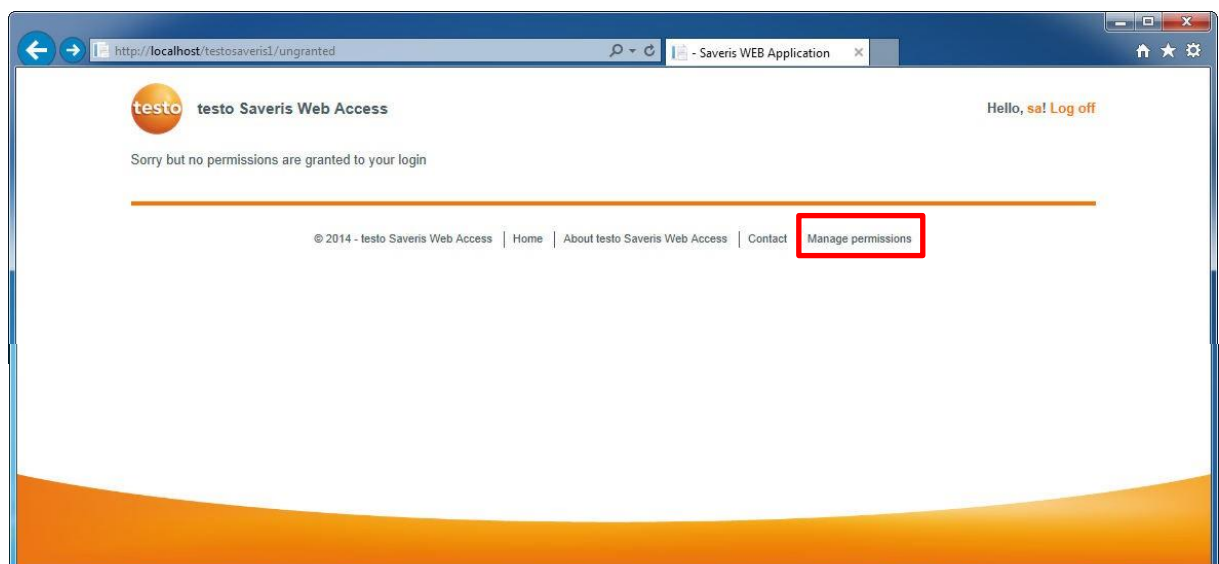 http://localhost/testosaveris1/ungranted
- Saveris WEB Application
testo
testo Saveris Web Access
Hello, sa! Log off
Sorry but no permissions are granted to your login
© 2014 - testo Saveris Web Access | Home | About testo Saveris Web Access | Contact Manage permissions